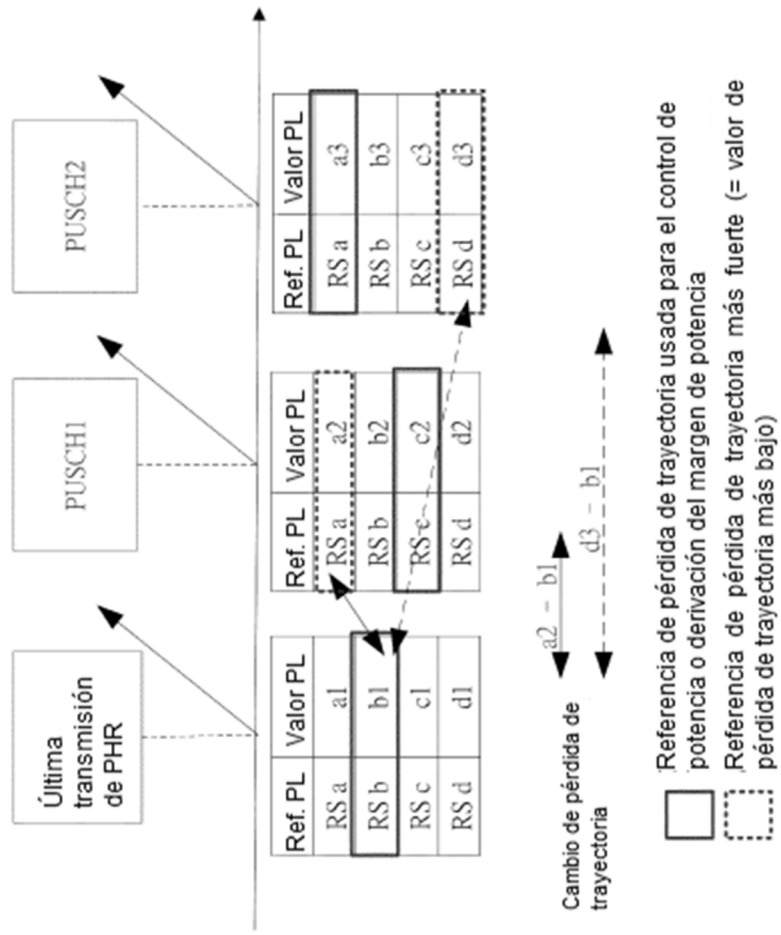 Última
transmisión
de PHR
PUSCH1
PUSCH2
Ref. PL Valor PL
RS a a1
RS b b1
RS c c1
RS d d1
Ref. PL Valor PL
RS a a2
RS b b2
RS c c2
RS d d2
Ref. PL Valor PL
RS a a3
RS b b3
RS c c3
RS d d3
Cambio de pérdida de
trayectoria
a2 – b1
d3 – b1
Referencia de pérdida de trayectoria usada para el control de
potencia o derivación del margen de potencia
Referencia de pérdida de trayectoria más fuerte (= valor de
pérdida de trayectoria más bajo)